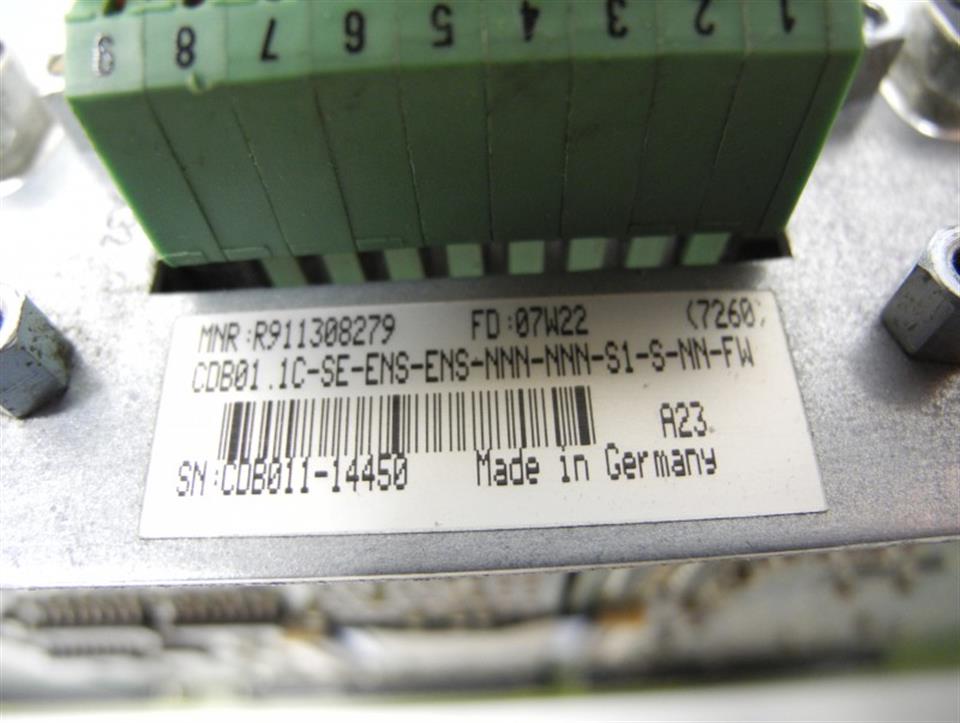 9 8 7 6 5 4 3 2 1
MNR:R911308279 FD:07W22 (7260)
CDB01.1C-SE-ENS-ENS-NNN-NNN-S1-S-NN-FW
A23.
SN:CDB011-14450 Made in Germany